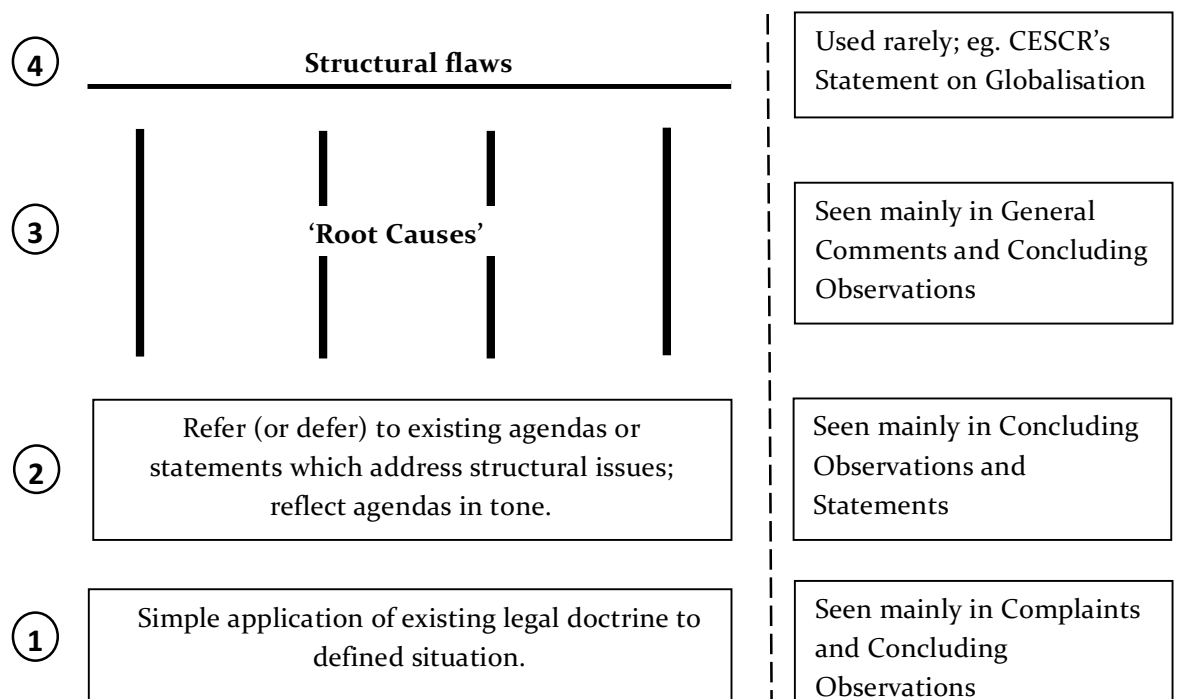 4
Structural flaws
Used rarely; eg. CESCR’s
Statement on Globalisation
3
‘Root Causes’
Seen mainly in General
Comments and Concluding
Observations
2
Refer (or defer) to existing agendas or
statements which address structural issues;
reflect agendas in tone.
Seen mainly in Concluding
Observations and
Statements
1
Simple application of existing legal doctrine to
defined situation.
Seen mainly in Complaints
and Concluding
Observations